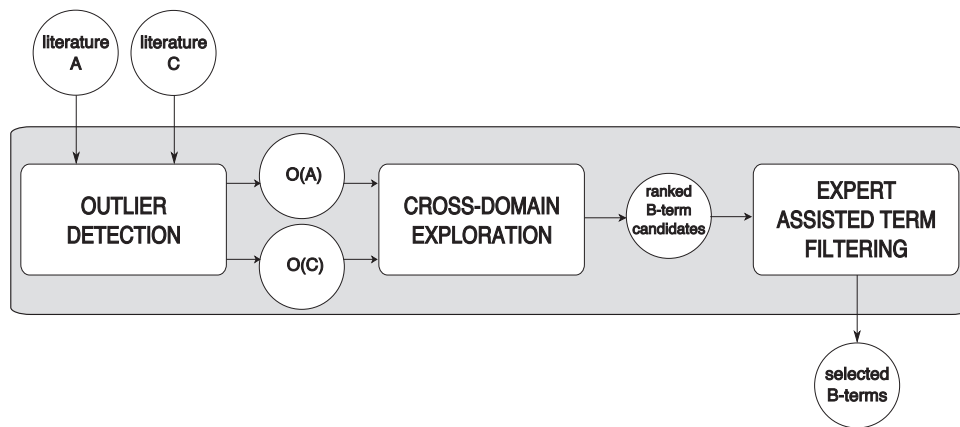 literature
A
literature
C
OUTLIER
DETECTION
O(A)
O(C)
CROSS-DOMAIN
EXPLORATION
ranked
B-term
candidates
EXPERT
ASSISTED TERM
FILTERING
selected
B-terms